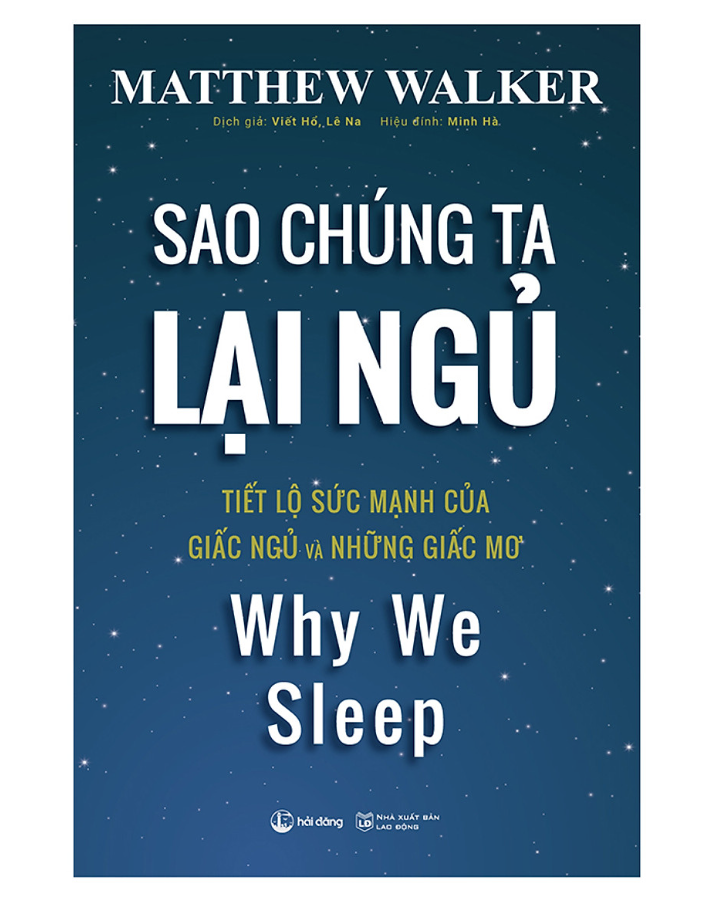 MATTHEW WALKER
Dịch giả: Viết Hổ, Lê Na Hiệu đính: Minh Hà.
SAO CHÚNG TA
LẠI NGỦ
TIẾT LỘ SỨC MẠNH CỦA
GIẤC NGỦ VÀ NHỮNG GIẤC MƠ
Why We
Sleep
hải đăng
LD
NHÀ XUẤT BẢN
LAO ĐỘNG